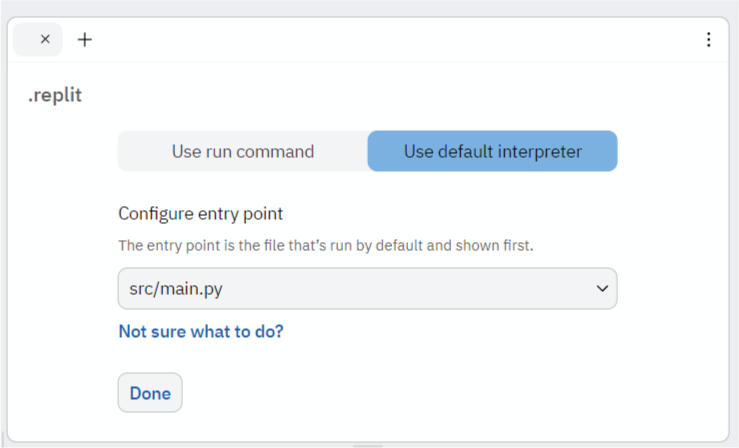 .replit
Use run command
Use default interpreter
Configure entry point
The entry point is the file that's run by default and shown first.
src/main.py
Not sure what to do?
Done